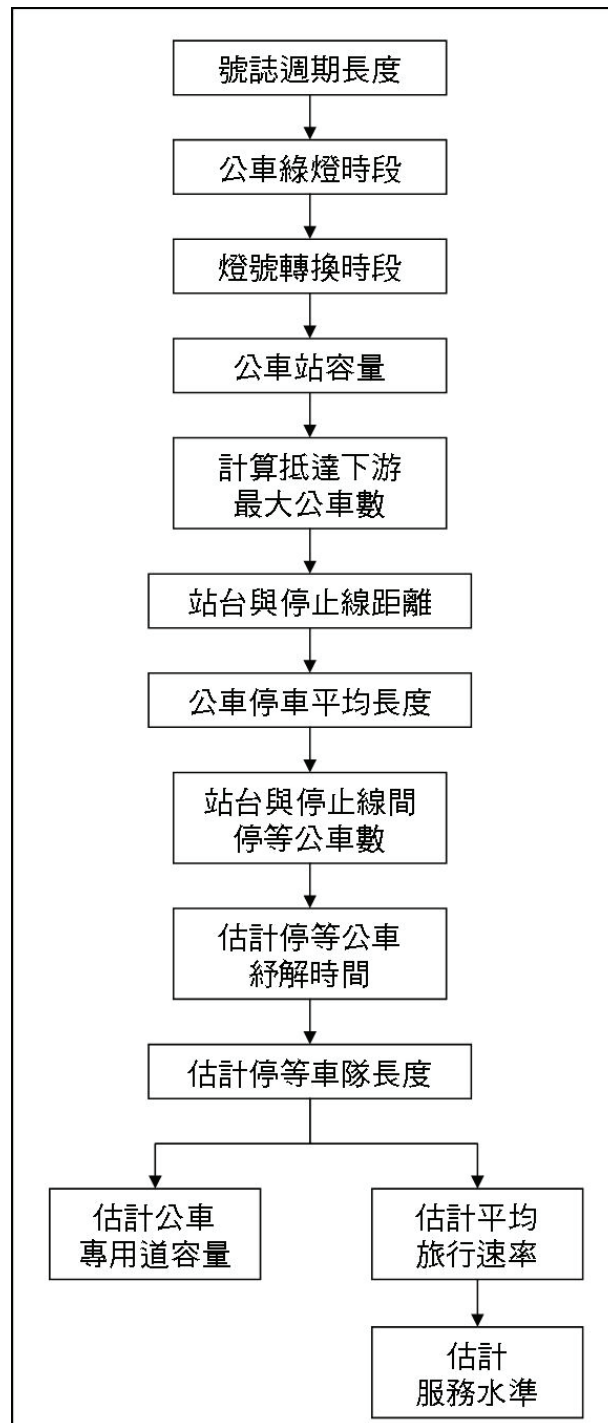 號誌週期長度
公車綠燈時段
燈號轉換時段
公車站容量
計算抵達下游
最大公車數
站台與停止線距離
公車停車平均長度
站台與停止線間
停等公車數
估計停等公車
紓解時間
估計停等車隊長度
估計公車
專用道容量
估計平均
旅行速率
估計
服務水準